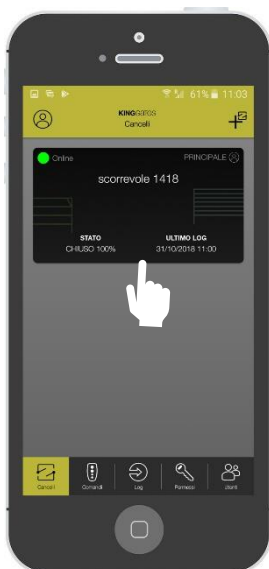 61% 11:03
KINGGATES
Cancelli
Online PRINCIPALE
scorrevole 1418
STATO ULTIMO LOG
CHIUSO 100% 31/10/2018 11:00
Cancelli Comandi Log Permessi Utenti